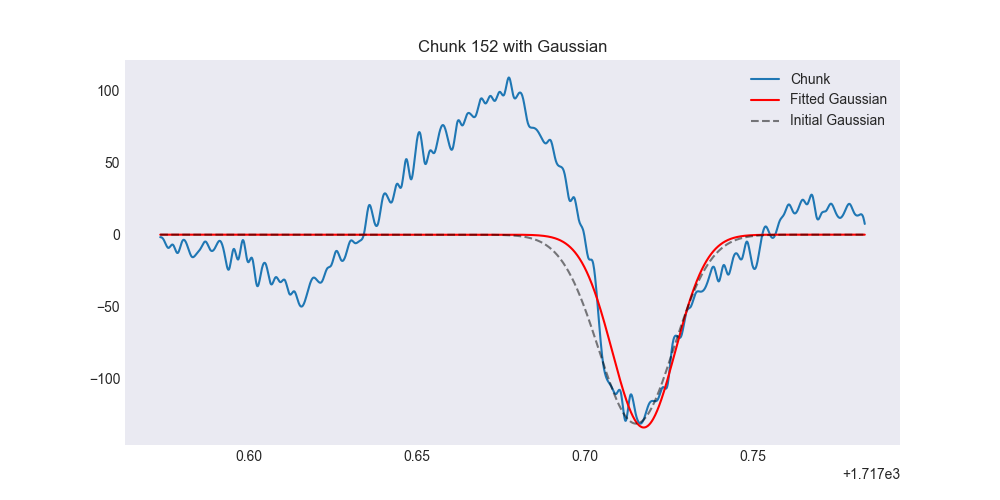 Chunk 152 with Gaussian
Chunk
Fitted Gaussian
Initial Gaussian
100
50
0
−50
−100
0.60 0.65 0.70 0.75
+1.717e3